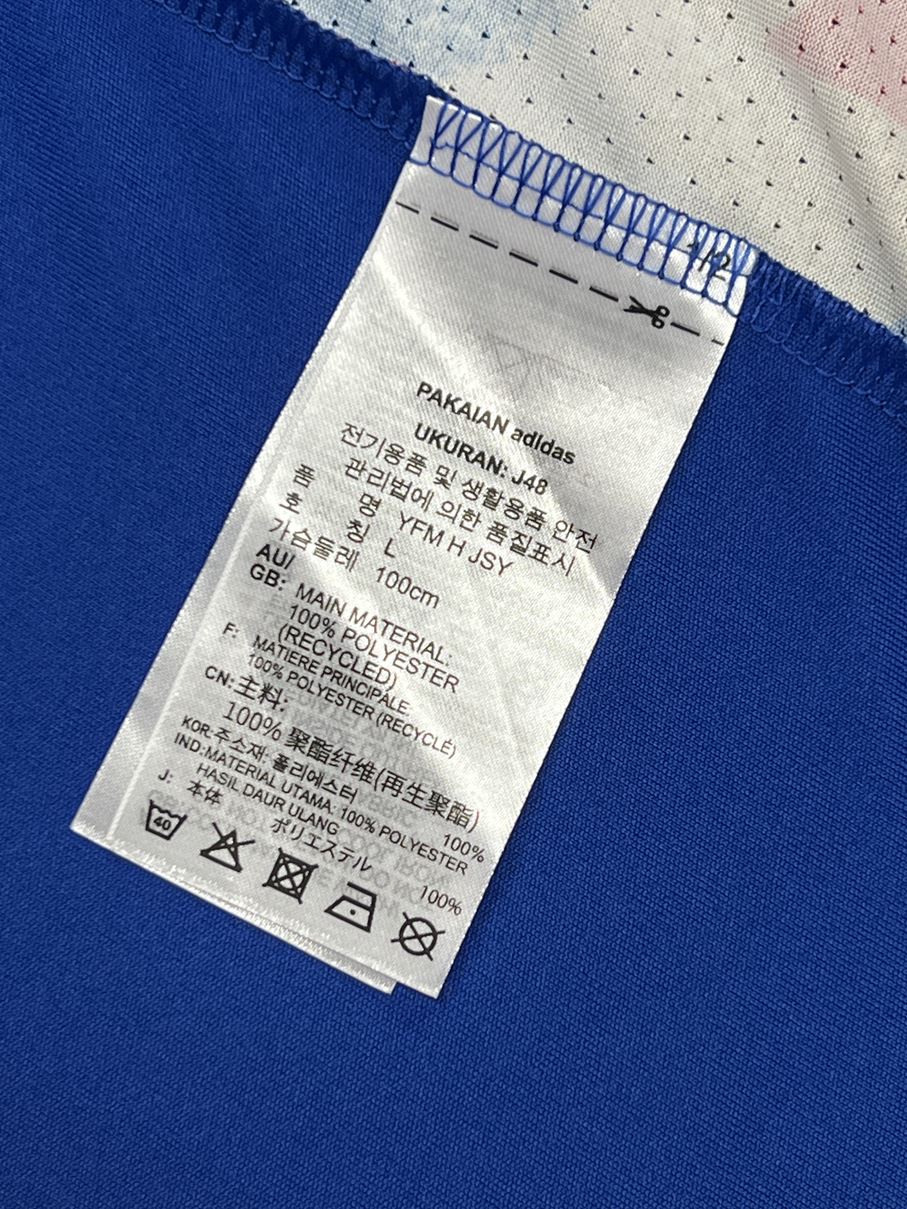 1/2
PAKAIAN adidas
UKURAN: J48
전기용품 및 생활용품 안전
관리법에 의한 품질표시
품 명 YFM H JSY
호 칭 L
가슴둘레 100cm
AU/
GB: MAIN MATERIAL:
100% POLYESTER
(RECYCLED)
F: MATIERE PRINCIPALE:
100% POLYESTER (RECYCLÉ)
CN: 主料:
100% 聚酯纤维(再生聚酯)
KOR: 주소재: 폴리에스터 100%
IND: MATERIAL UTAMA: 100% POLYESTER
HASIL DAUR ULANG
J: 本体
ポリエステル 100%
40